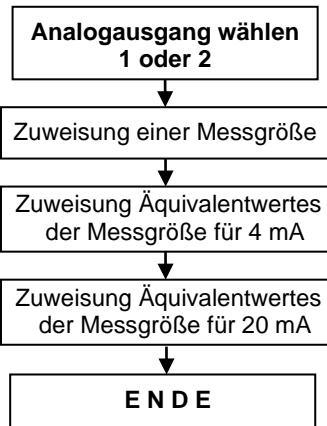 Analogausgang wählen
1 oder 2
Zuweisung einer Messgröße
Zuweisung Äquivalentwertes
der Messgröße für 4 mA
Zuweisung Äquivalentwertes
der Messgröße für 20 mA
E N D E